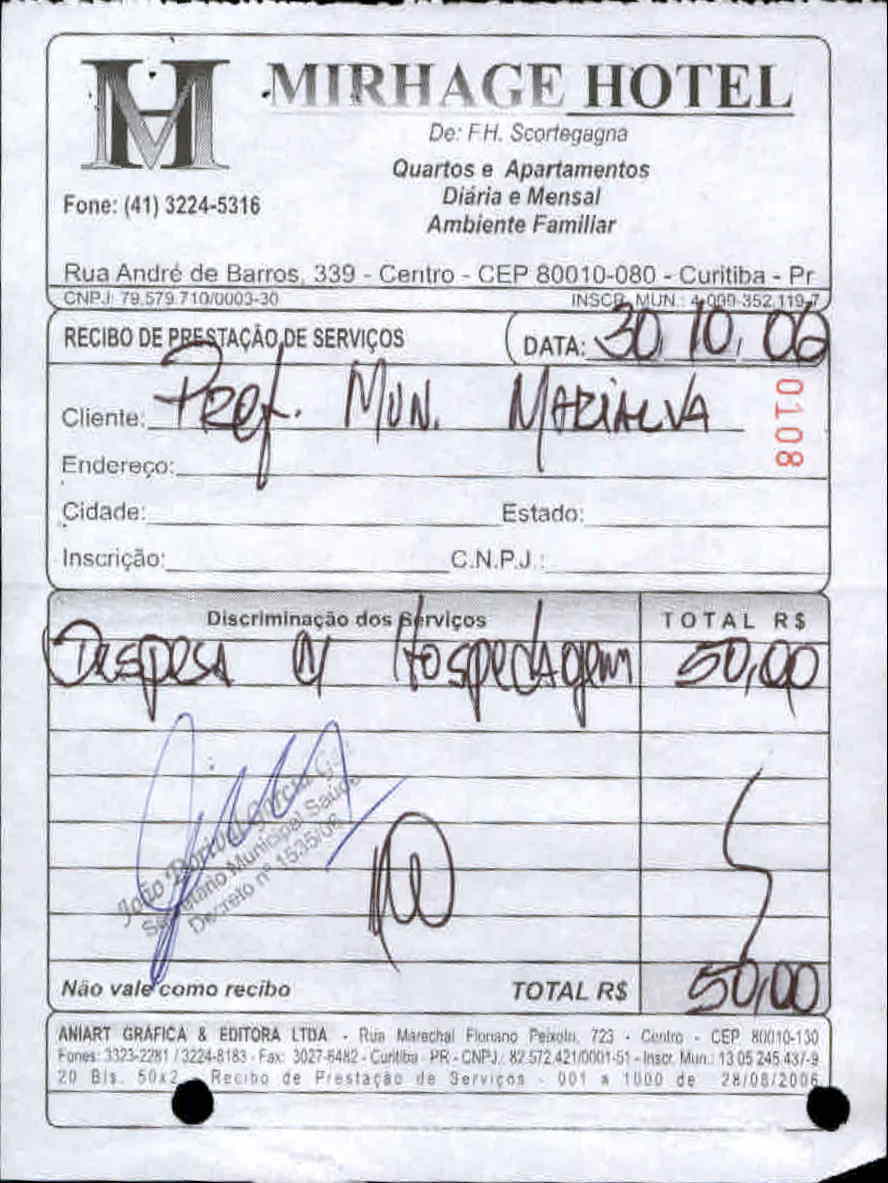 H
MIRHAGE HOTEL
De: F.H. Scortegagna
Quartos e Apartamentos
Diária e Mensal
Ambiente Familiar
Fone: (41) 3224-5316
Rua André de Barros, 339 - Centro - CEP 80010-080 - Curitiba - Pr
CNPJ: 79.579.710/0003-30 INSCR. MUN.: 4.000-352.119-7
RECIBO DE PRESTAÇÃO DE SERVIÇOS DATA: 30, 10, 06
Cliente: Pref. Mun. MARIALVA
0108
Endereço:
Cidade: Estado:
Inscrição: C.N.P.J.:
Discriminação dos Serviços TOTAL R$
Despesa c/ Hospedagem 50,00
João Dorival Garcia
Secretário Municipal Saúde
Decreto nº 1535/06
Não vale como recibo TOTAL R$ 50,00
ANIART GRÁFICA & EDITORA LTDA - Rua Marechal Floriano Peixoto, 723 - Centro - CEP 80010-130
Fones: 3323-2281 / 3224-8183 - Fax: 3027-6482 - Curitiba - PR - CNPJ: 82.572.421/0001-51 - Inscr. Mun.: 13 05 245.437-9
20 Bls. 50x2 - Recibo de Prestação de Serviços - 001 a 1000 de 28/08/2006